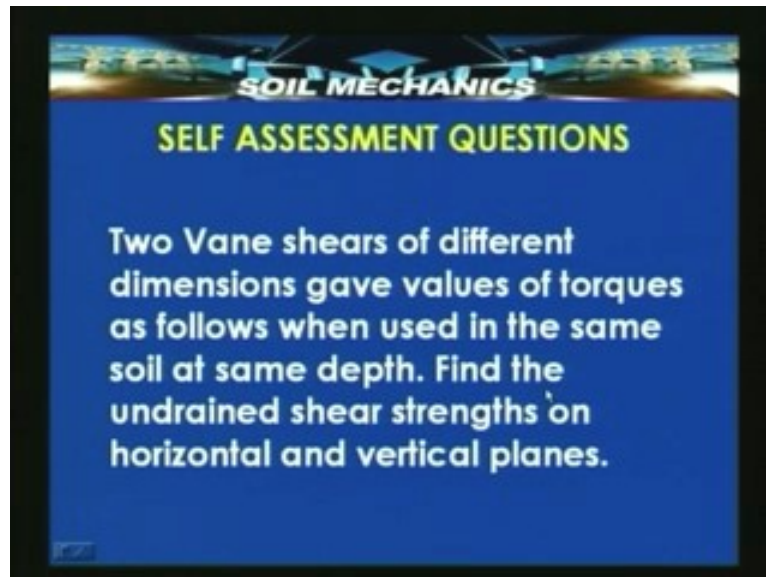 SOIL MECHANICS
SELF ASSESSMENT QUESTIONS
Two Vane shears of different
dimensions gave values of torques
as follows when used in the same
soil at same depth. Find the
undrained shear strengths on
horizontal and vertical planes.